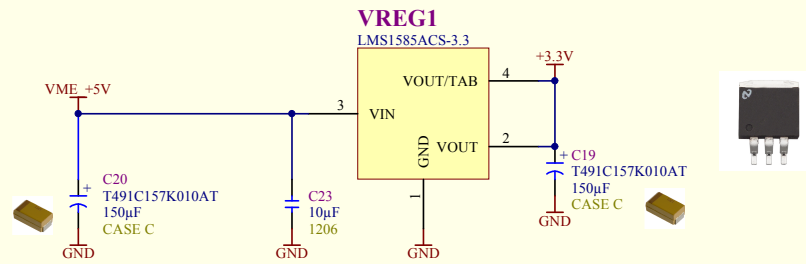 VREG1
LMS1585ACS-3.3
+3.3V
VME_+5V
VOUT/TAB
4
3
VIN
GND
VOUT
2
1
C20
+
T491C157K010AT
150µF
CASE C
GND
C23
10µF
1206
GND
GND
+
C19
T491C157K010AT
150µF
CASE C
GND